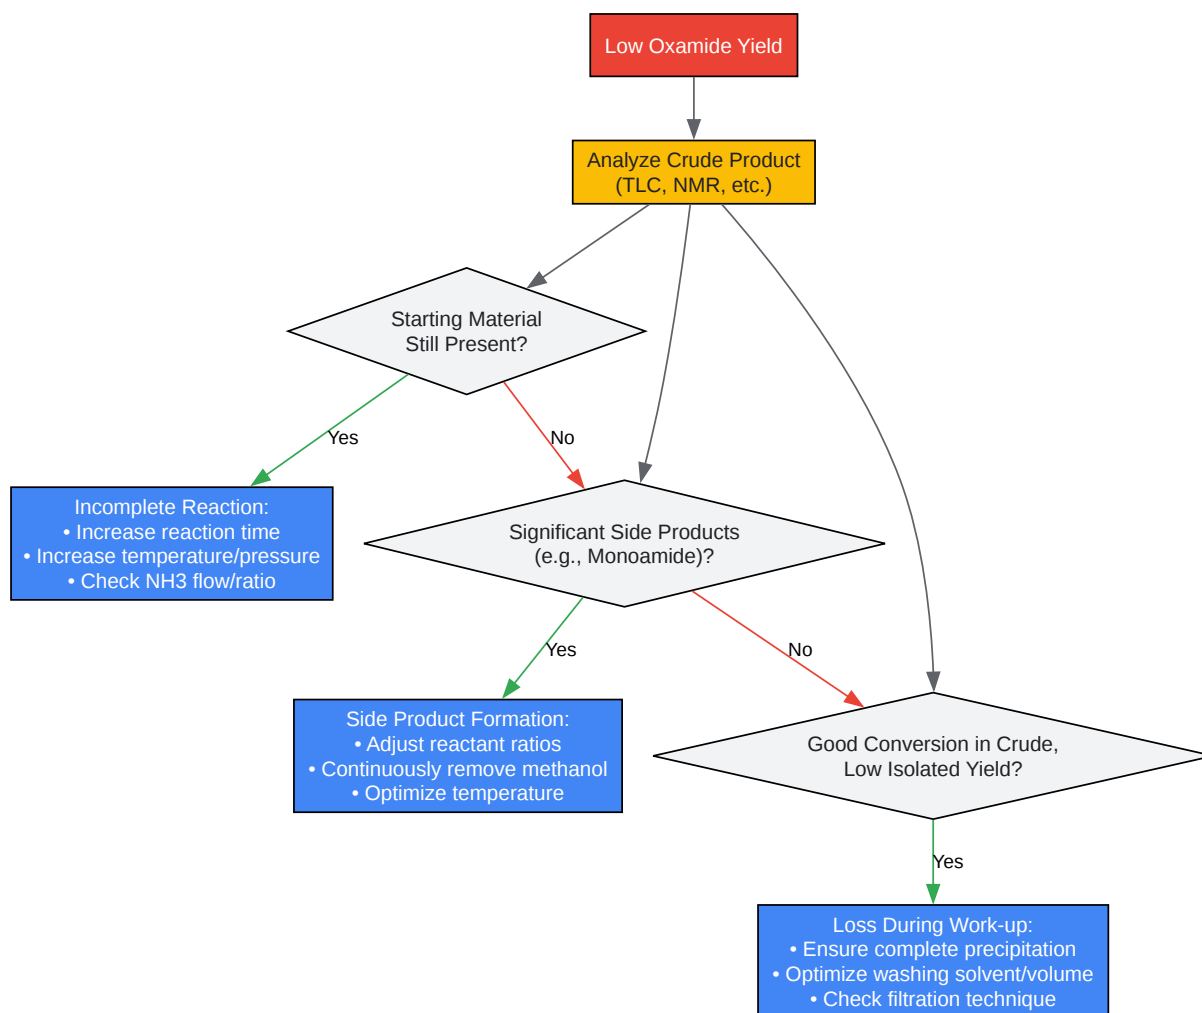 Low Oxamide Yield
Analyze Crude Product
(TLC, NMR, etc.)
Starting Material
Still Present?
Yes
No
Incomplete Reaction:
• Increase reaction time
• Increase temperature/pressure
• Check NH3 flow/ratio
Significant Side Products
(e.g., Monoamide)?
Yes
No
Side Product Formation:
• Adjust reactant ratios
• Continuously remove methanol
• Optimize temperature
Good Conversion in Crude,
Low Isolated Yield?
Yes
Loss During Work-up:
• Ensure complete precipitation
• Optimize washing solvent/volume
• Check filtration technique